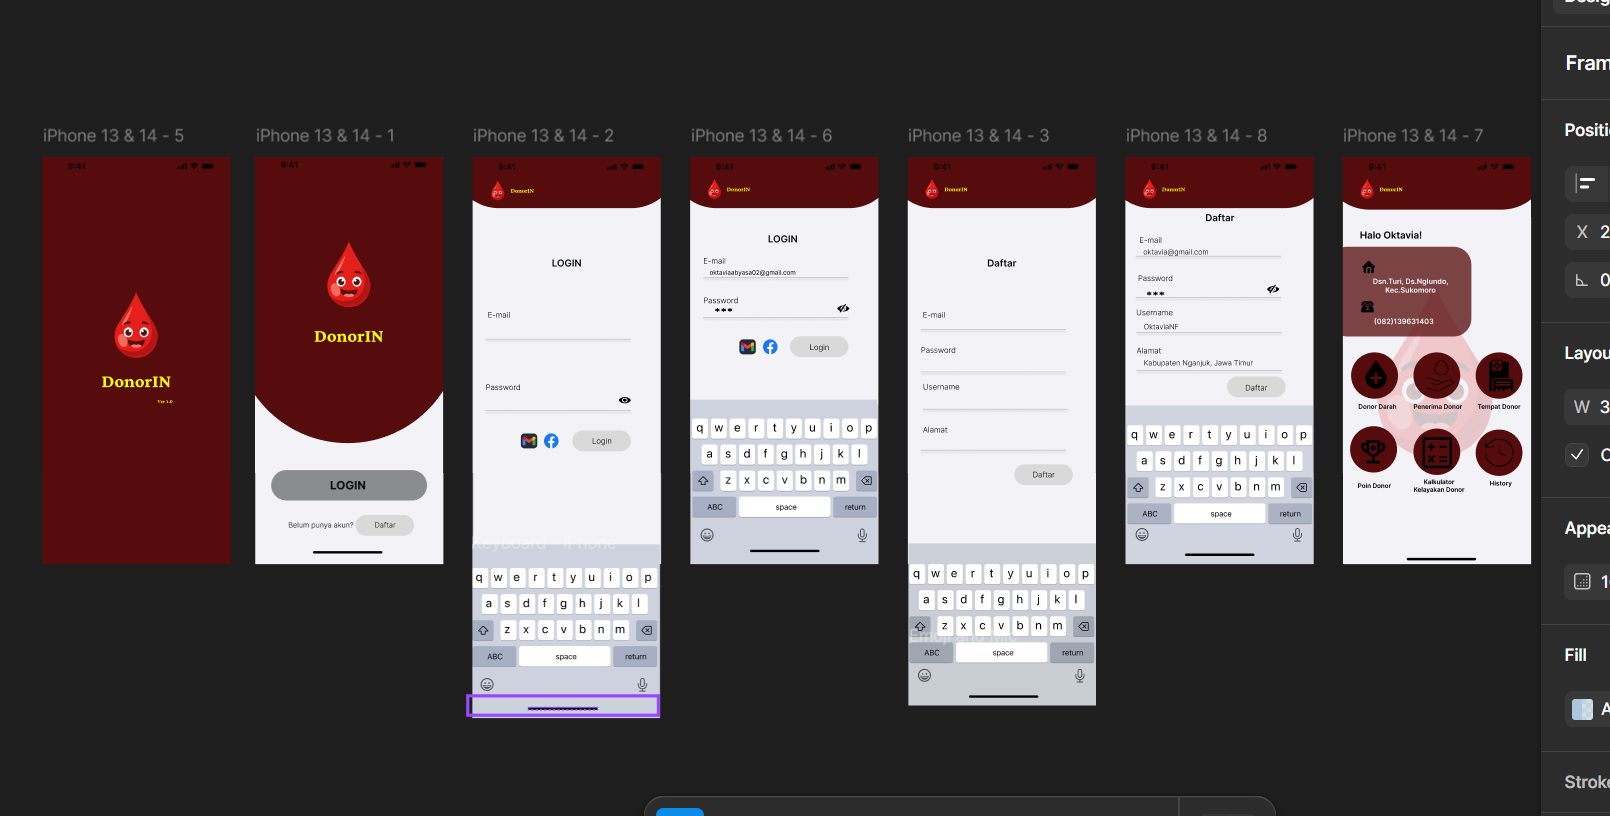 iPhone 13 & 14 - 5
9:41
DonorIN
Ver 1.0
iPhone 13 & 14 - 1
9:41
DonorIN
LOGIN
Belum punya akun?
Daftar
iPhone 13 & 14 - 2
9:41
DonorIN
LOGIN
E-mail
Password
Login
Keyboard - iPhone
q w e r t y u i o p
a s d f g h j k l
z x c v b n m
ABC space return
iPhone 13 & 14 - 6
9:41
DonorIN
LOGIN
E-mail
oktaviaabyasa02@gmail.com
Password
***
Login
q w e r t y u i o p
a s d f g h j k l
z x c v b n m
ABC space return
iPhone 13 & 14 - 3
9:41
DonorIN
Daftar
E-mail
Password
Username
Alamat
Daftar
q w e r t y u i o p
a s d f g h j k l
z x c v b n m
Emoji and Mic
ABC space return
iPhone 13 & 14 - 8
9:41
DonorIN
Daftar
E-mail
oktavia@gmail.com
Password
***
Username
OktaviaNF
Alamat
Kabupaten Nganjuk, Jawa Timur
Daftar
q w e r t y u i o p
a s d f g h j k l
z x c v b n m
ABC space return
iPhone 13 & 14 - 7
9:41
DonorIN
Halo Oktavia!
Dsn.Turi, Ds.Nglundo,
Kec.Sukomoro
(082)139631403
Donor Darah
Penerima Donor
Tempat Donor
Poin Donor
Kalkulator
Kelayakan Donor
History
Fram
Positi
X 2
0
Layou
W 3
C
Appea
1
Fill
A
Stroke